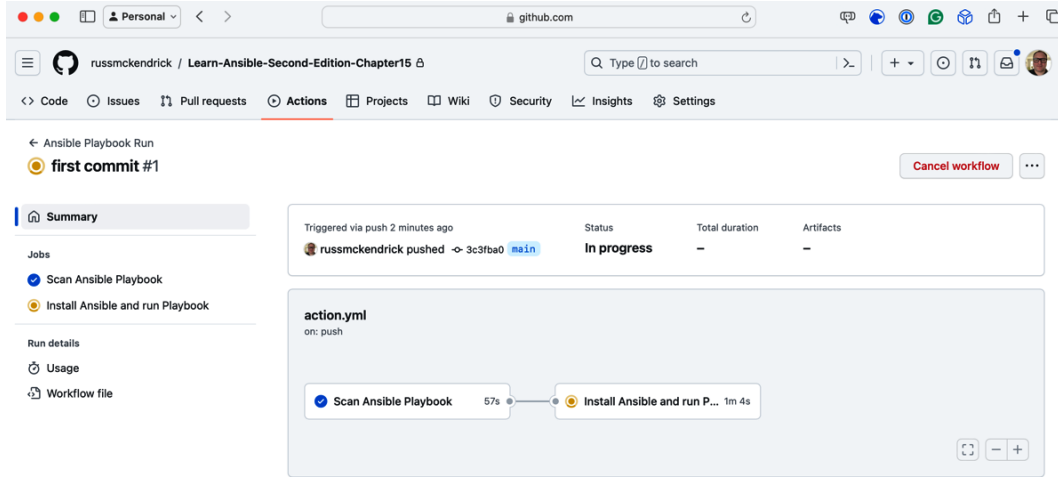 Personal
github.com
russmckendrick / Learn-Ansible-Second-Edition-Chapter15
Type / to search
Code Issues Pull requests Actions Projects Wiki Security Insights Settings
← Ansible Playbook Run
first commit #1
Cancel workflow
Summary
Triggered via push 2 minutes ago
russmckendrick pushed 3c3fba0 main
Status
In progress
Total duration
–
Artifacts
–
Jobs
Scan Ansible Playbook
Install Ansible and run Playbook
Run details
Usage
Workflow file
action.yml
on: push
Scan Ansible Playbook 57s
Install Ansible and run P... 1m 4s